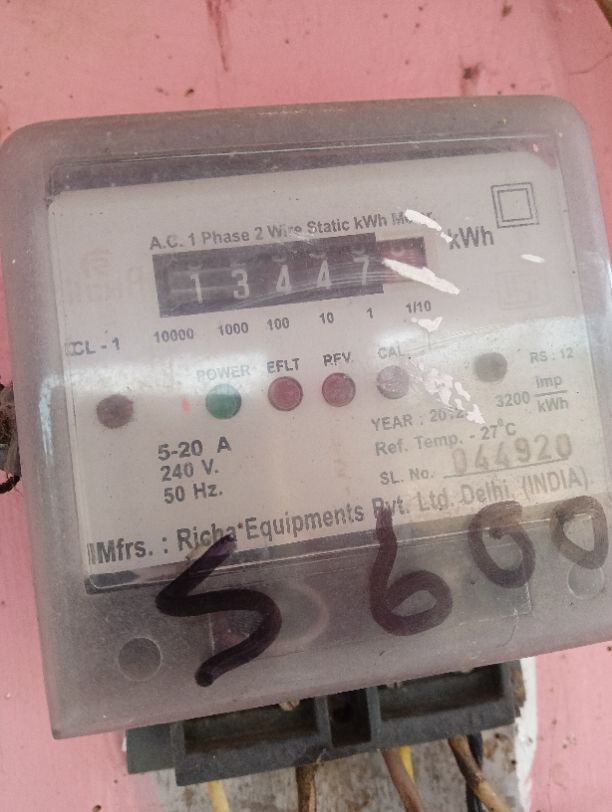 A.C. 1 Phase 2 Wire Static kWh
kWh
1 3 4 4 7
CL - 1
10000 1000 100 10 1 1/10
POWER EFLT REV CAL.
RS : 12
3200 Imp/kWh
YEAR :
5-20 A
240 V.
50 Hz.
Ref. Temp. - 27°C
SL. No. 044920
Mfrs. : Richa Equipments Pvt. Ltd. Delhi. (INDIA)
5600